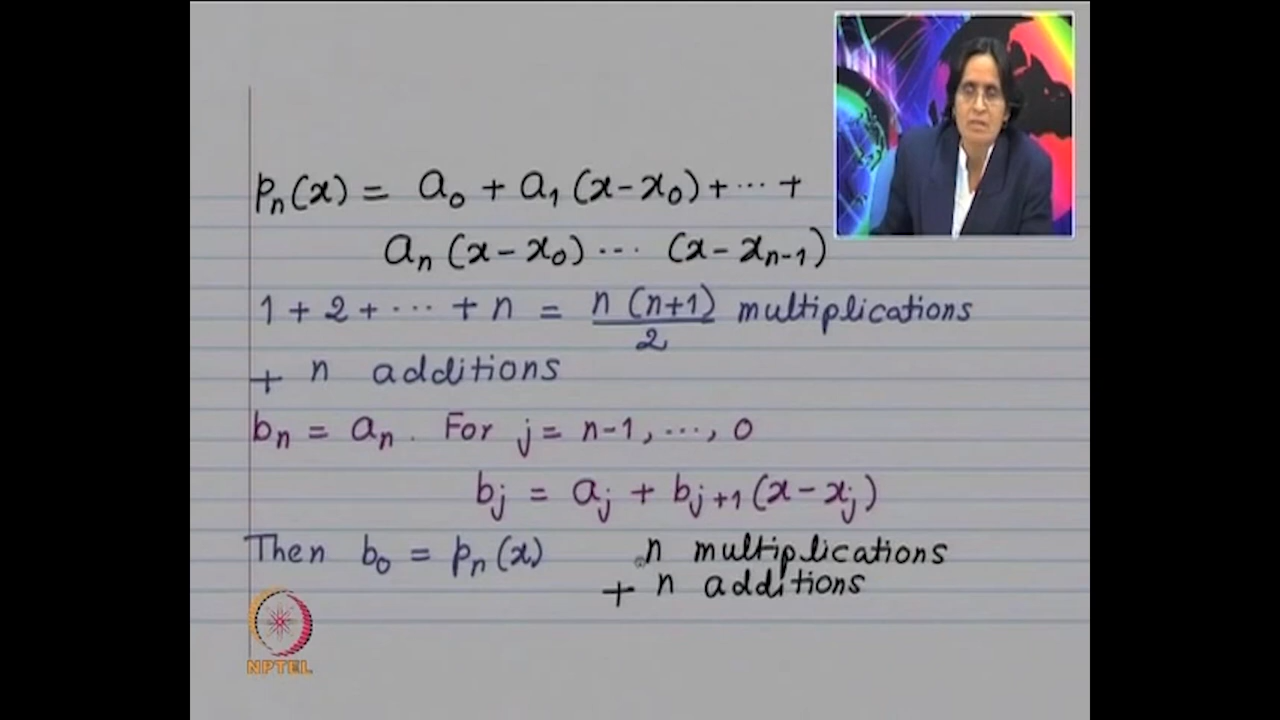 pₙ(x) = a₀ + a₁ (x-x₀) + ⋯ +
aₙ (x-x₀) ⋯ (x-xₙ₋₁)
1 + 2 + ⋯ + n = n (n+1)/2 multiplications
+ n additions
bₙ = aₙ. For j = n-1, ⋯, 0
bⱼ = aⱼ + bⱼ₊₁ (x-xⱼ)
Then b₀ = pₙ(x) n multiplications
+ n additions
NPTEL